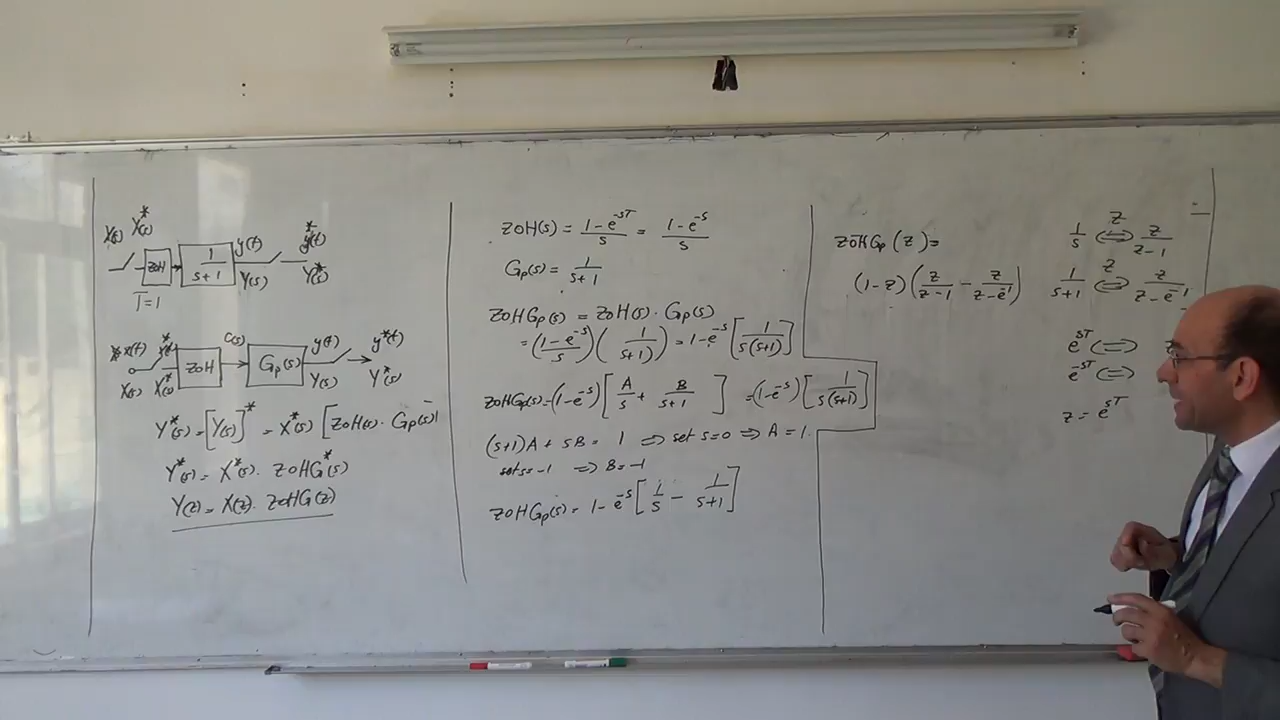 X(s) X*(s)
ZOH 1/(s+1) y(t) Y(s) y*(t) Y*(s)
T=1
x(t) X(s) X*(s) ZOH C(s) Gp(s) y(t) Y(s) y*(t) Y*(s)
Y*(s) = [Y(s)]* = X*(s) [ZOH(s) · Gp(s)]
Y*(s) = X*(s) · ZOHG*(s)
Y(z) = X(z) · ZOHG(z)
ZOH(s) = (1-e^-sT)/s = (1-e^-s)/s
Gp(s) = 1/(s+1)
ZOHGp(s) = ZOH(s) · Gp(s)
= ((1-e^-s)/s)(1/(s+1)) = 1-e^-s [1/(s(s+1))]
ZOHGp(s) = (1-e^-s)[A/s + B/(s+1)] = (1-e^-s)[1/(s(s+1))]
(s+1)A + sB = 1 ⇒ set s=0 ⇒ A = 1.
set s=-1 ⇒ B=-1
ZOHGp(s) = 1-e^-s [1/s - 1/(s+1)]
ZOHGp(z) =
(1-z)(z/(z-1) - z/(z-e^-1))
1/s ⇔ Z z/(z-1)
1/(s+1) ⇔ Z z/(z-e^-1)
e^sT ⇔
e^-sT ⇔
z = e^sT